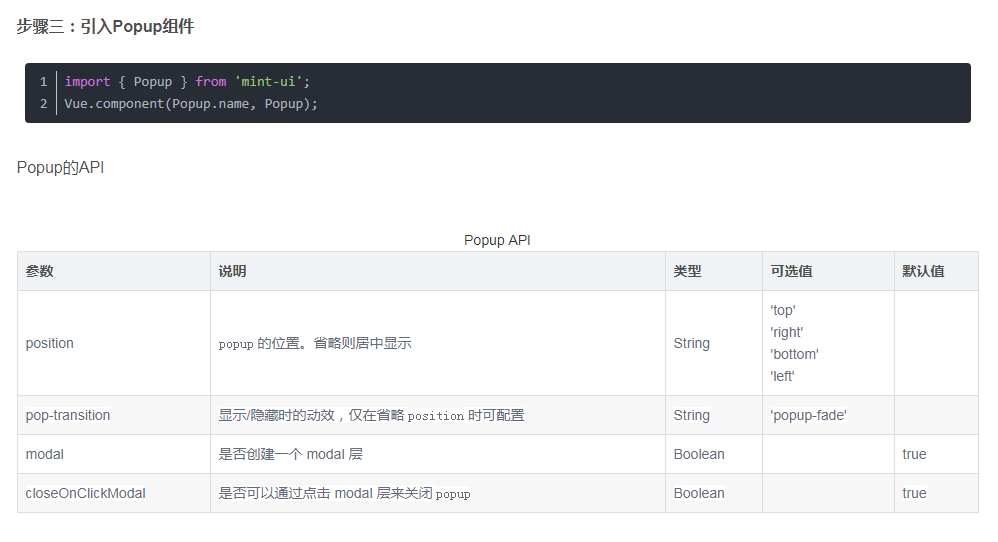 步骤三：引入Popup组件
1 import { Popup } from 'mint-ui';
2 Vue.component(Popup.name, Popup);
Popup的API
Popup API
参数 说明 类型 可选值 默认值
position popup 的位置。省略则居中显示 String 'top'
'right'
'bottom'
'left'
pop-transition 显示/隐藏时的动效，仅在省略 position 时可配置 String 'popup-fade'
modal 是否创建一个 modal 层 Boolean true
closeOnClickModal 是否可以通过点击 modal 层来关闭 popup Boolean true